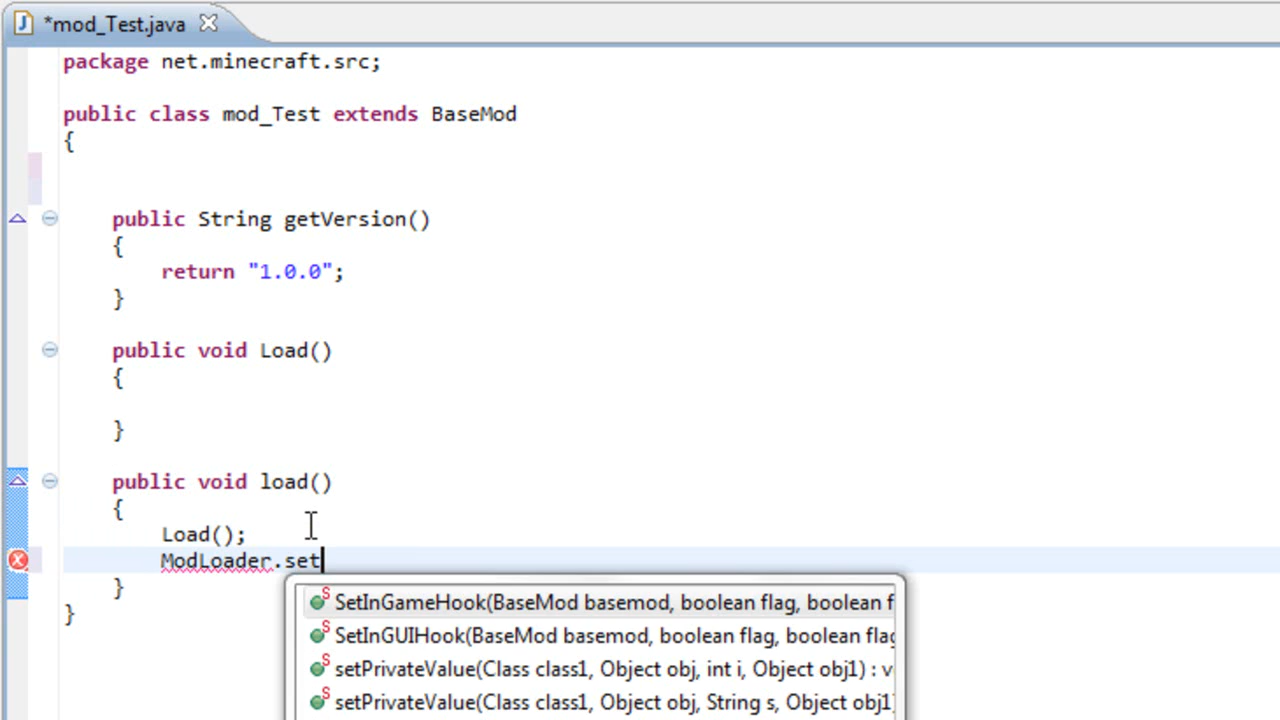 *mod_Test.java
package net.minecraft.src;
public class mod_Test extends BaseMod
{
public String getVersion()
{
return "1.0.0";
}
public void Load()
{
}
public void load()
{
Load();
ModLoader.set
}
}
SetInGameHook(BaseMod basemod, boolean flag, boolean f
SetInGUIHook(BaseMod basemod, boolean flag, boolean flag
setPrivateValue(Class class1, Object obj, int i, Object obj1) : v
setPrivateValue(Class class1, Object obj, String s, Object obj1)